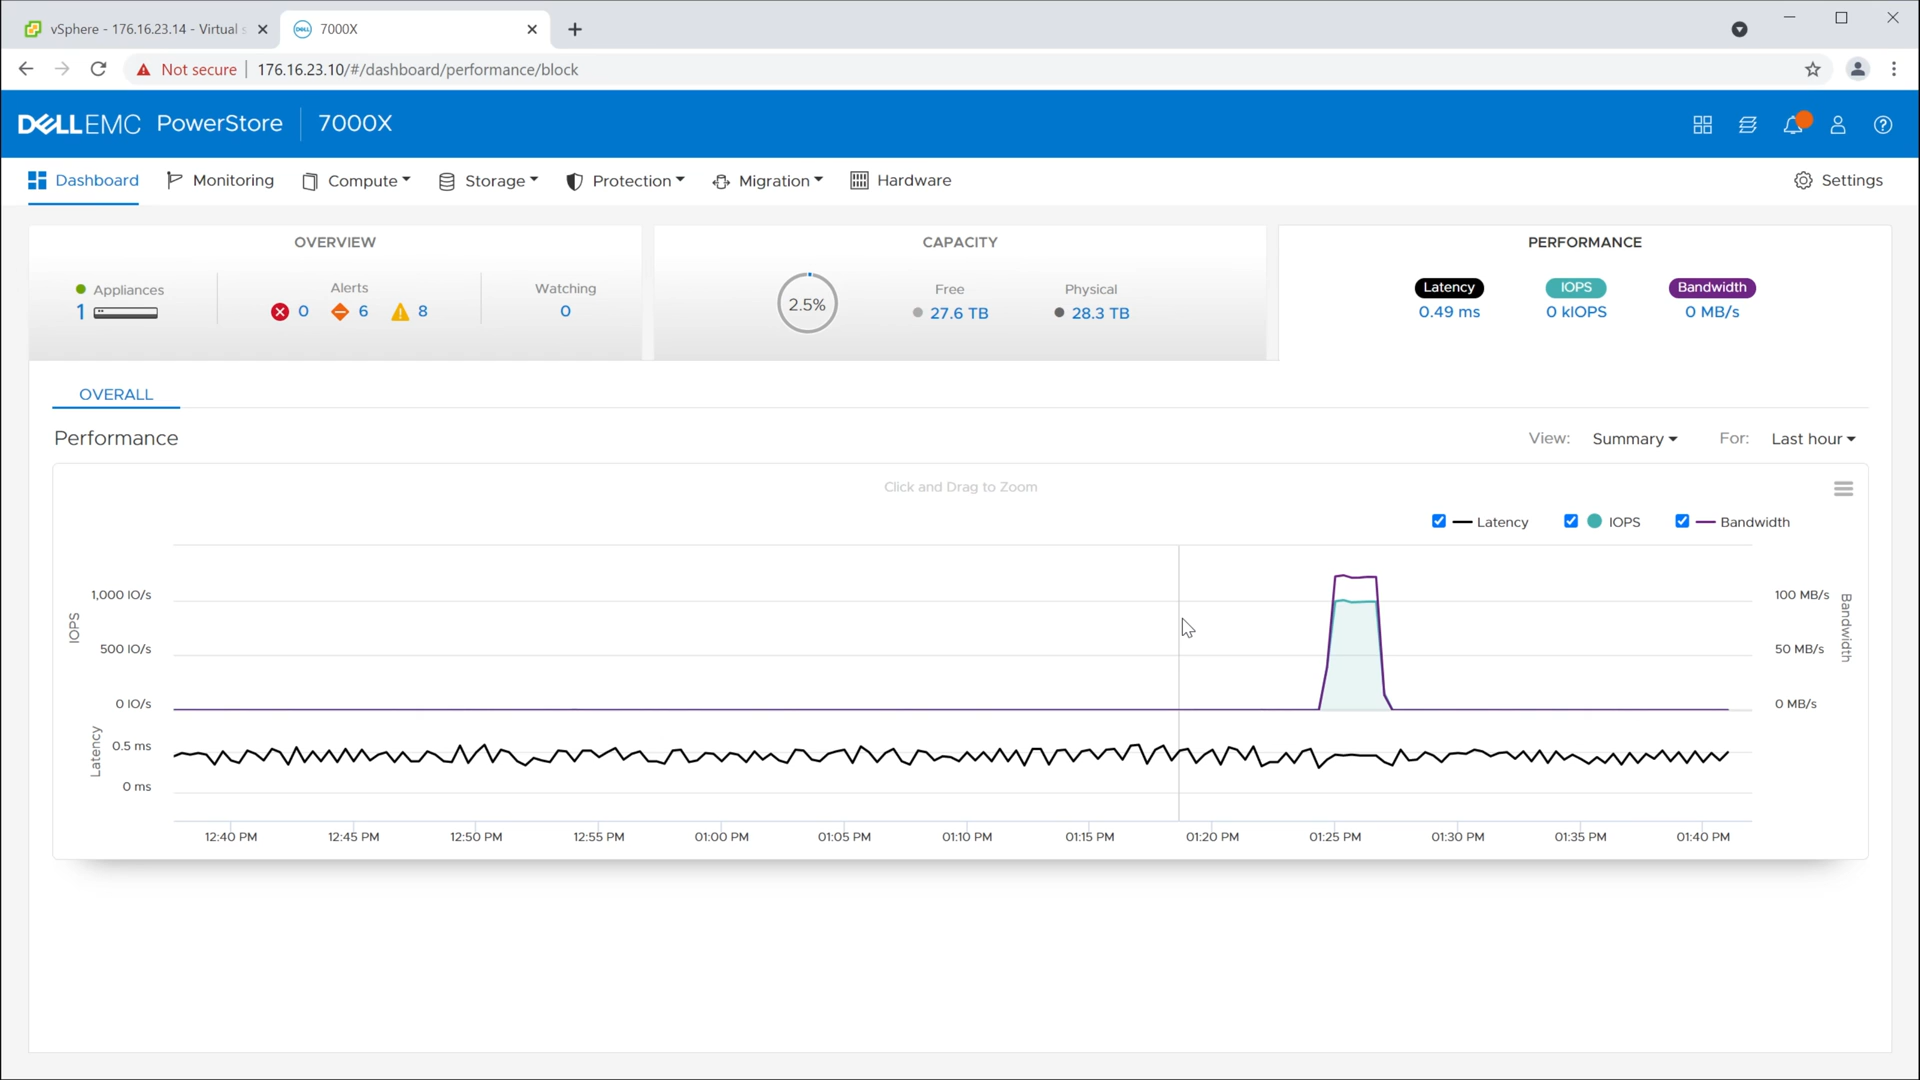 vSphere - 176.16.23.14 - Virtual s
7000X
Not secure
176.16.23.10/#/dashboard/performance/block
DELLEMC PowerStore 7000X
Dashboard
Monitoring
Compute
Storage
Protection
Migration
Hardware
Settings
OVERVIEW
Appliances
1
Alerts
0 6 8
Watching
0
CAPACITY
2.5%
Free
27.6 TB
Physical
28.3 TB
PERFORMANCE
Latency
0.49 ms
IOPS
0 kIOPS
Bandwidth
0 MB/s
OVERALL
Performance
View: Summary
For: Last hour
Click and Drag to Zoom
Latency
IOPS
Bandwidth
IOPS
1,000 IO/s
500 IO/s
0 IO/s
Bandwidth
100 MB/s
50 MB/s
0 MB/s
Latency
0.5 ms
0 ms
12:40 PM 12:45 PM 12:50 PM 12:55 PM 01:00 PM 01:05 PM 01:10 PM 01:15 PM 01:20 PM 01:25 PM 01:30 PM 01:35 PM 01:40 PM